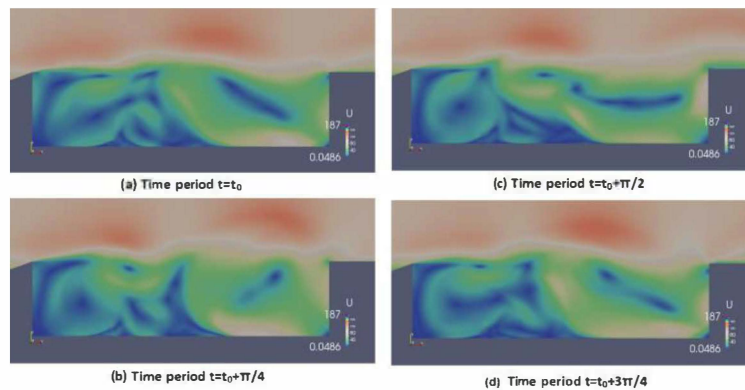 U
187
0.0486
(a) Time period t=t₀
U
187
0.0486
(c) Time period t=t₀+π/2
U
187
0.0486
(b) Time period t=t₀+π/4
U
187
0.0486
(d) Time period t=t₀+3π/4